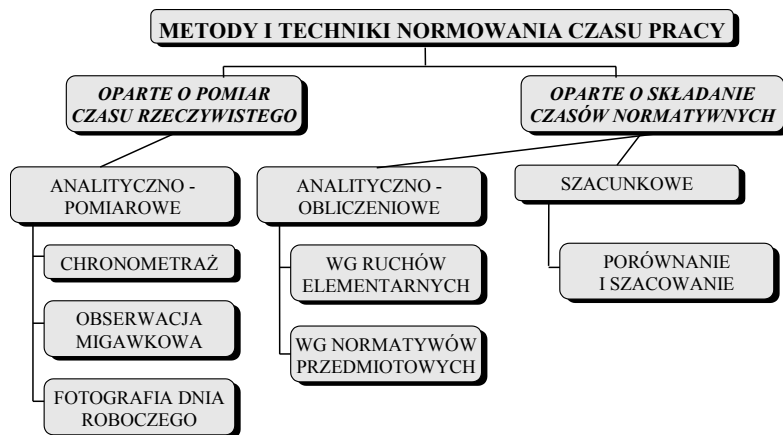 METODY I TECHNIKI NORMOWANIA CZASU PRACY
OPARTE O POMIAR
CZASU RZECZYWISTEGO
OPARTE O SKŁADANIE
CZASÓW NORMATYWNYCH
ANALITYCZNO -
POMIAROWE
ANALITYCZNO -
OBLICZENIOWE
SZACUNKOWE
CHRONOMETRAŻ
OBSERWACJA
MIGAWKOWA
FOTOGRAFIA DNIA
ROBOCZEGO
WG RUCHÓW
ELEMENTARNYCH
WG NORMATYWÓW
PRZEDMIOTOWYCH
PORÓWNANIE
I SZACOWANIE